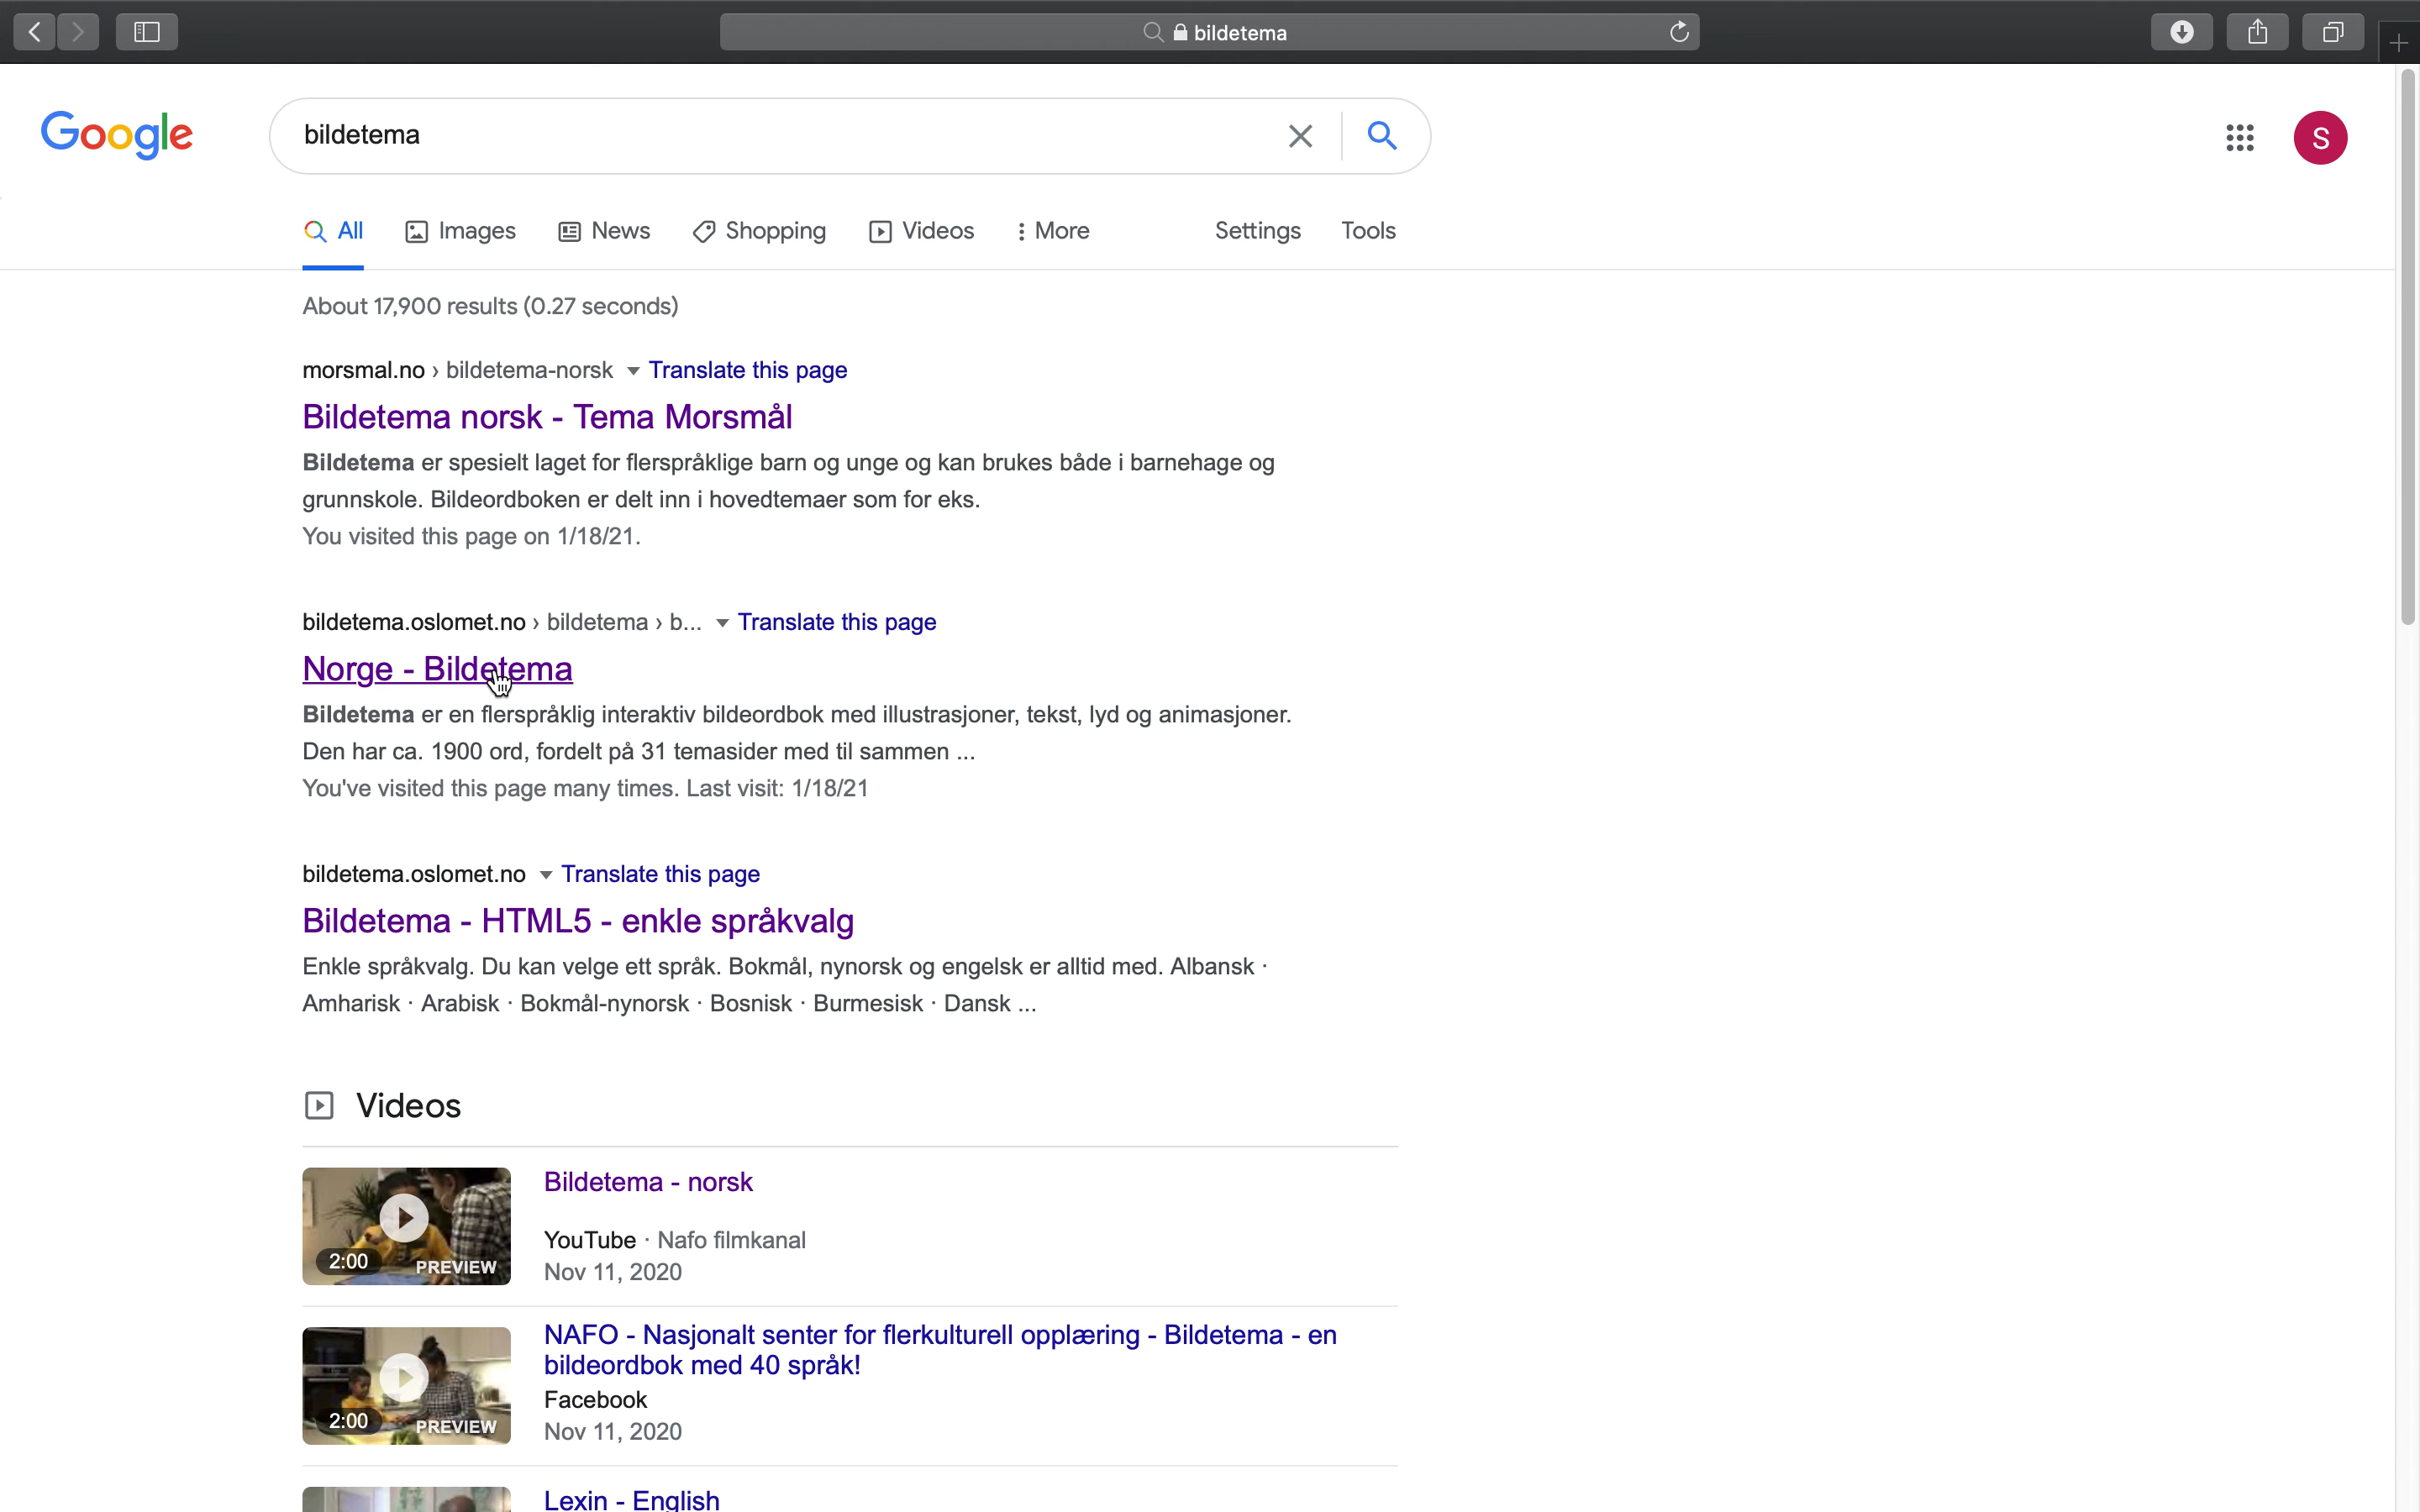 bildetema
Google
bildetema
S
All Images News Shopping Videos More Settings Tools
About 17,900 results (0.27 seconds)
morsmal.no › bildetema-norsk Translate this page
Bildetema norsk - Tema Morsmål
Bildetema er spesielt laget for flerspråklige barn og unge og kan brukes både i barnehage og
grunnskole. Bildeordboken er delt inn i hovedtemaer som for eks.
You visited this page on 1/18/21.
bildetema.oslomet.no › bildetema › b... Translate this page
Norge - Bildetema
Bildetema er en flerspråklig interaktiv bildeordbok med illustrasjoner, tekst, lyd og animasjoner.
Den har ca. 1900 ord, fordelt på 31 temasider med til sammen ...
You've visited this page many times. Last visit: 1/18/21
bildetema.oslomet.no Translate this page
Bildetema - HTML5 - enkle språkvalg
Enkle språkvalg. Du kan velge ett språk. Bokmål, nynorsk og engelsk er alltid med. Albansk ·
Amharisk · Arabisk · Bokmål-nynorsk · Bosnisk · Burmesisk · Dansk ...
Videos
Bildetema - norsk
YouTube · Nafo filmkanal
Nov 11, 2020
2:00 PREVIEW
NAFO - Nasjonalt senter for flerkulturell opplæring - Bildetema - en
bildeordbok med 40 språk!
Facebook
Nov 11, 2020
2:00 PREVIEW
Lexin - English